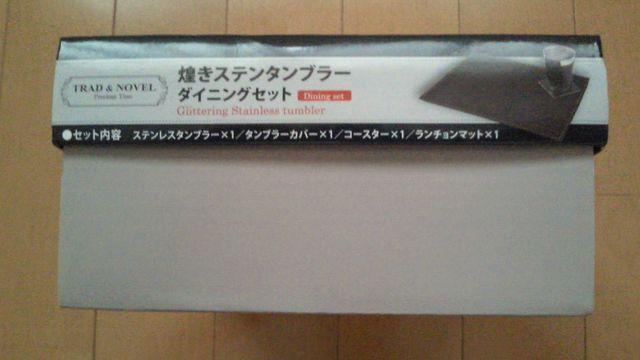 TRAD & NOVEL
Precious Time
煌きステンタンブラー
ダイニングセット Dining set
Glittering Stainless tumbler
●セット内容 ステンレスタンブラー×1/タンブラーカバー×1/コースター×1/ランチョンマット×1